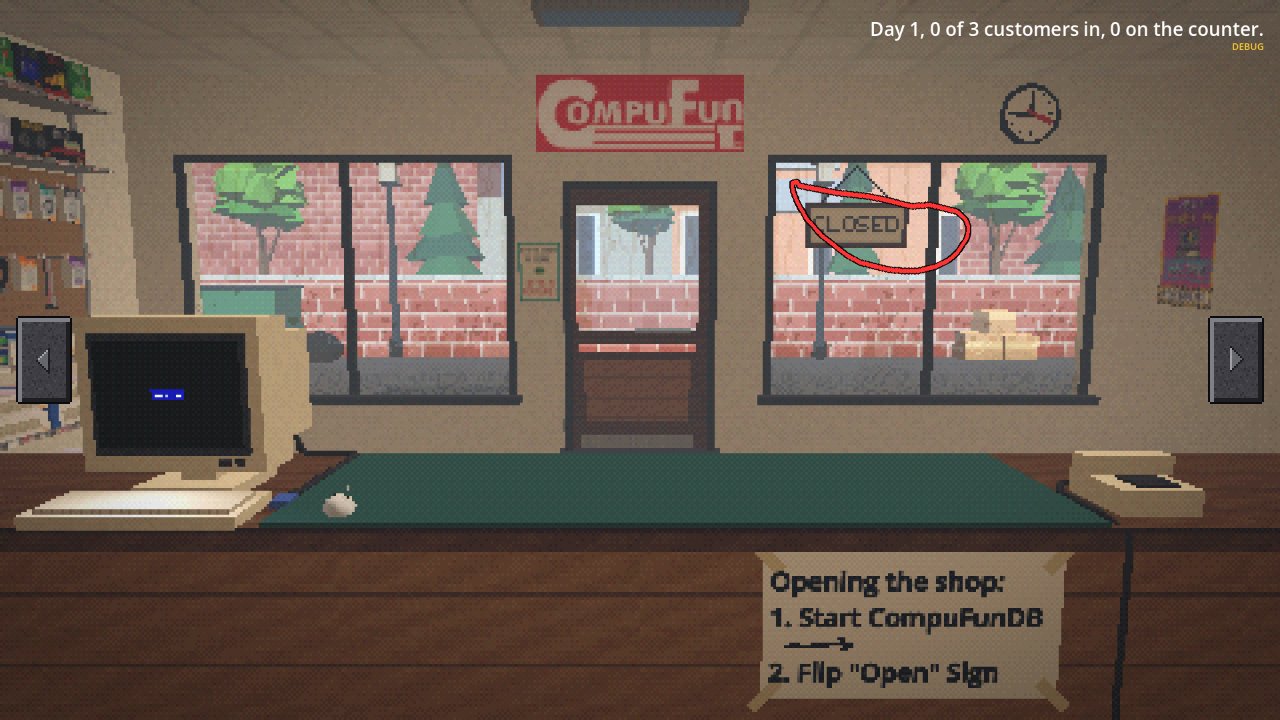 Day 1, 0 of 3 customers in, 0 on the counter.
DEBUG
COMPUFUN
CLOSED
Opening the shop:
1. Start CompuFunDB
2. Flip "Open" Sign